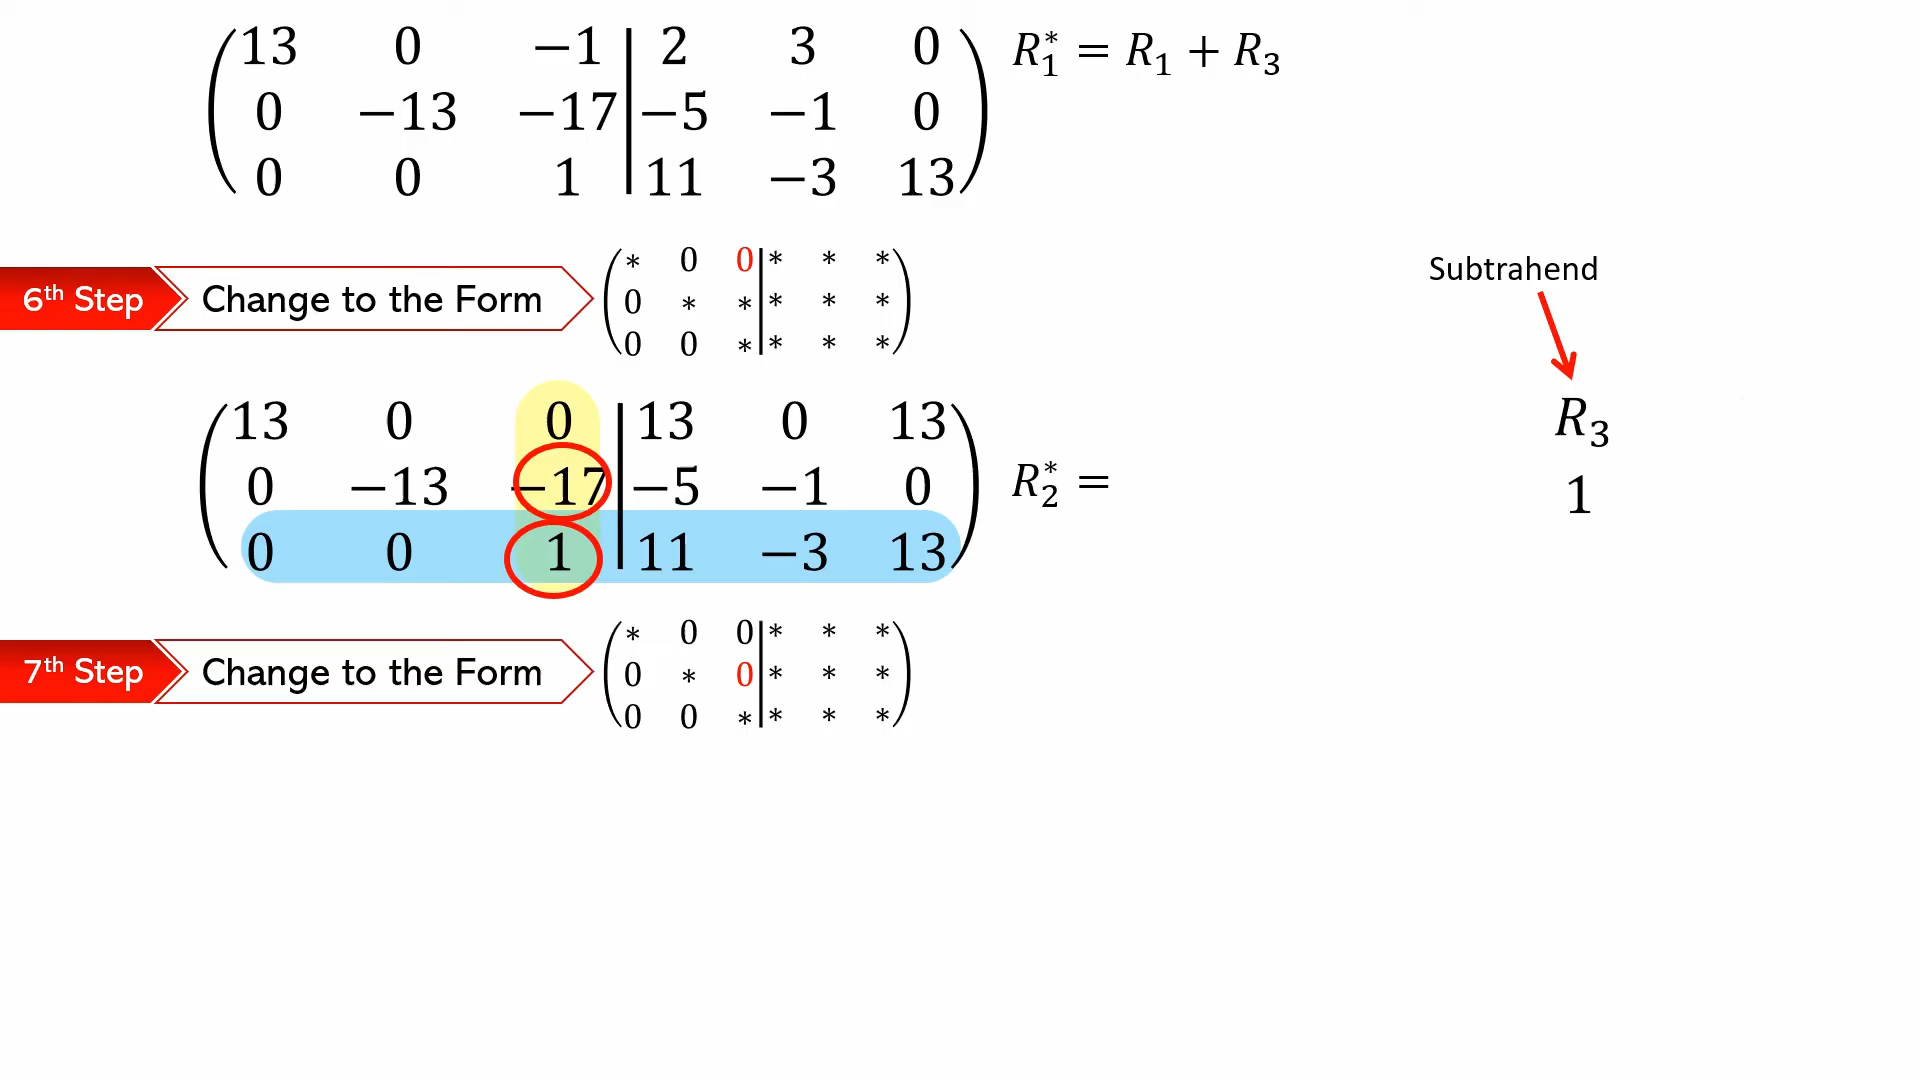 13 0 −1 | 2 3 0 R₁* = R₁ + R₃
0 −13 −17 | −5 −1 0
0 0 1 | 11 −3 13
6th Step Change to the Form
* 0 0 | * * *
0 * * | * * *
0 0 * | * * *
Subtrahend
13 0 0 | 13 0 13
0 −13 −17 | −5 −1 0 R₂* =
0 0 1 | 11 −3 13
R₃
1
7th Step Change to the Form
* 0 0 | * * *
0 * 0 | * * *
0 0 * | * * *